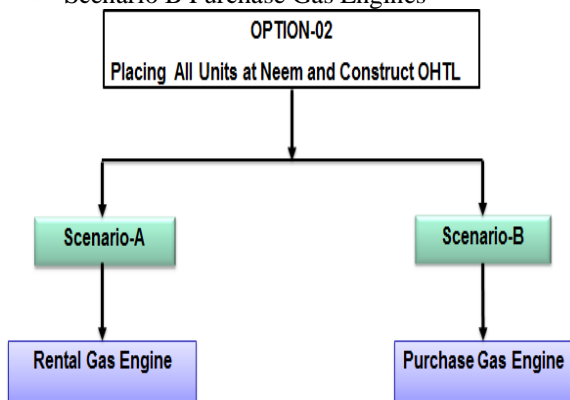 Scenario B Purchase Gas Engines
OPTION-02
Placing All Units at Neem and Construct OHTL
Scenario-A
Scenario-B
Rental Gas Engine
Purchase Gas Engine